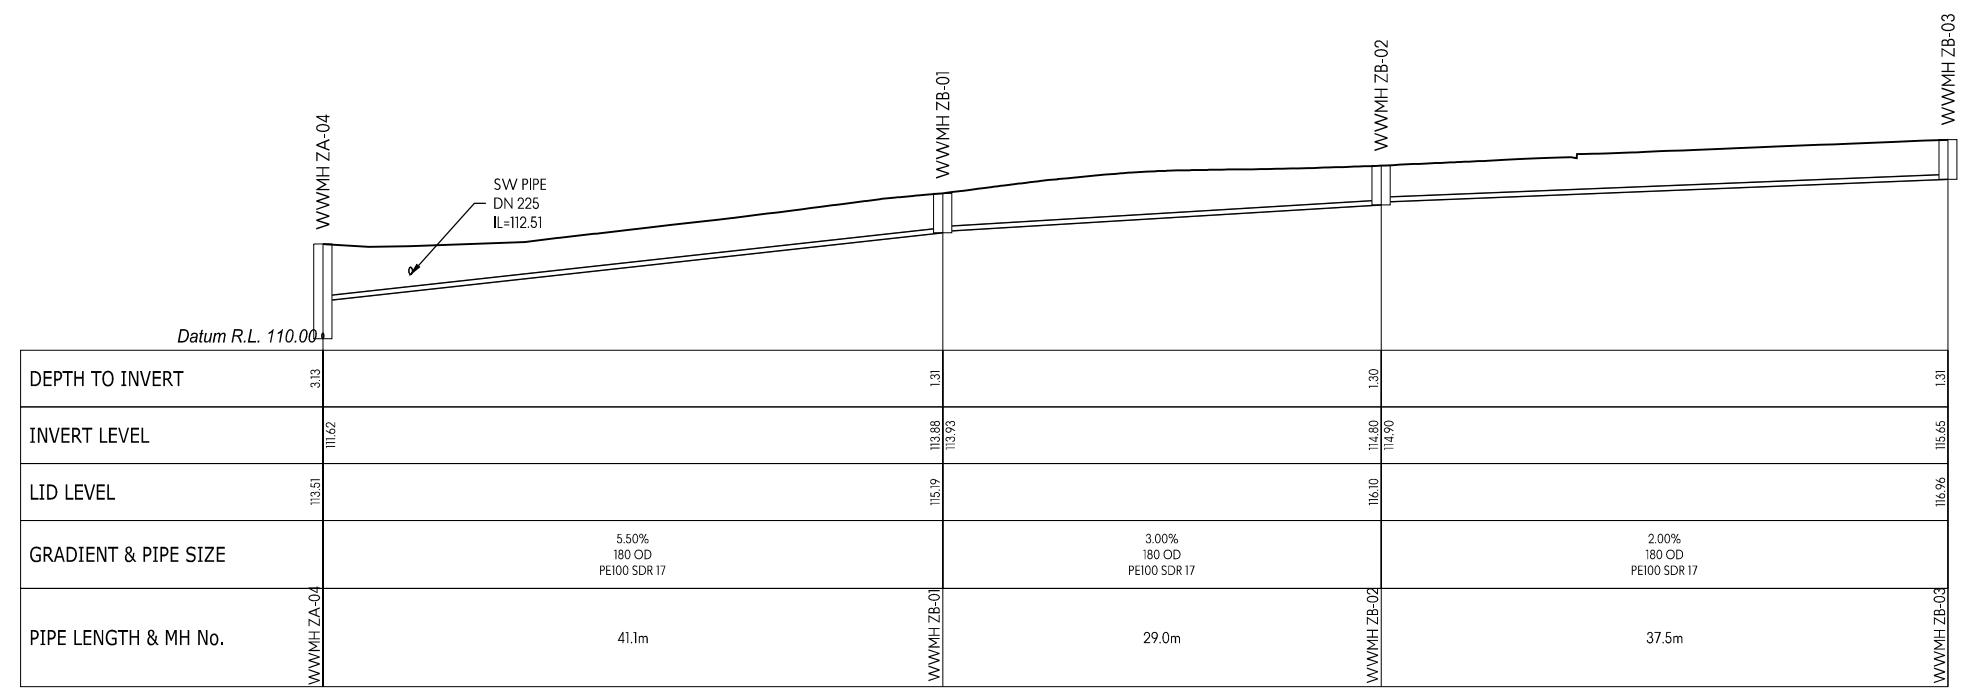 WWMH ZA-04
WWMH ZB-01
WWMH ZB-02
WWMH ZB-03
SW PIPE
DN 225
IL=112.51
Datum R.L. 110.00
DEPTH TO INVERT
3.13
1.31
1.30
1.31
INVERT LEVEL
111.62
113.88
113.93
114.80
114.90
115.65
LID LEVEL
113.51
115.19
116.10
116.96
GRADIENT & PIPE SIZE
5.50%
180 OD
PE100 SDR 17
3.00%
180 OD
PE100 SDR 17
2.00%
180 OD
PE100 SDR 17
PIPE LENGTH & MH No.
WWMH ZA-04
41.1m
WWMH ZB-01
29.0m
WWMH ZB-02
37.5m
WWMH ZB-03